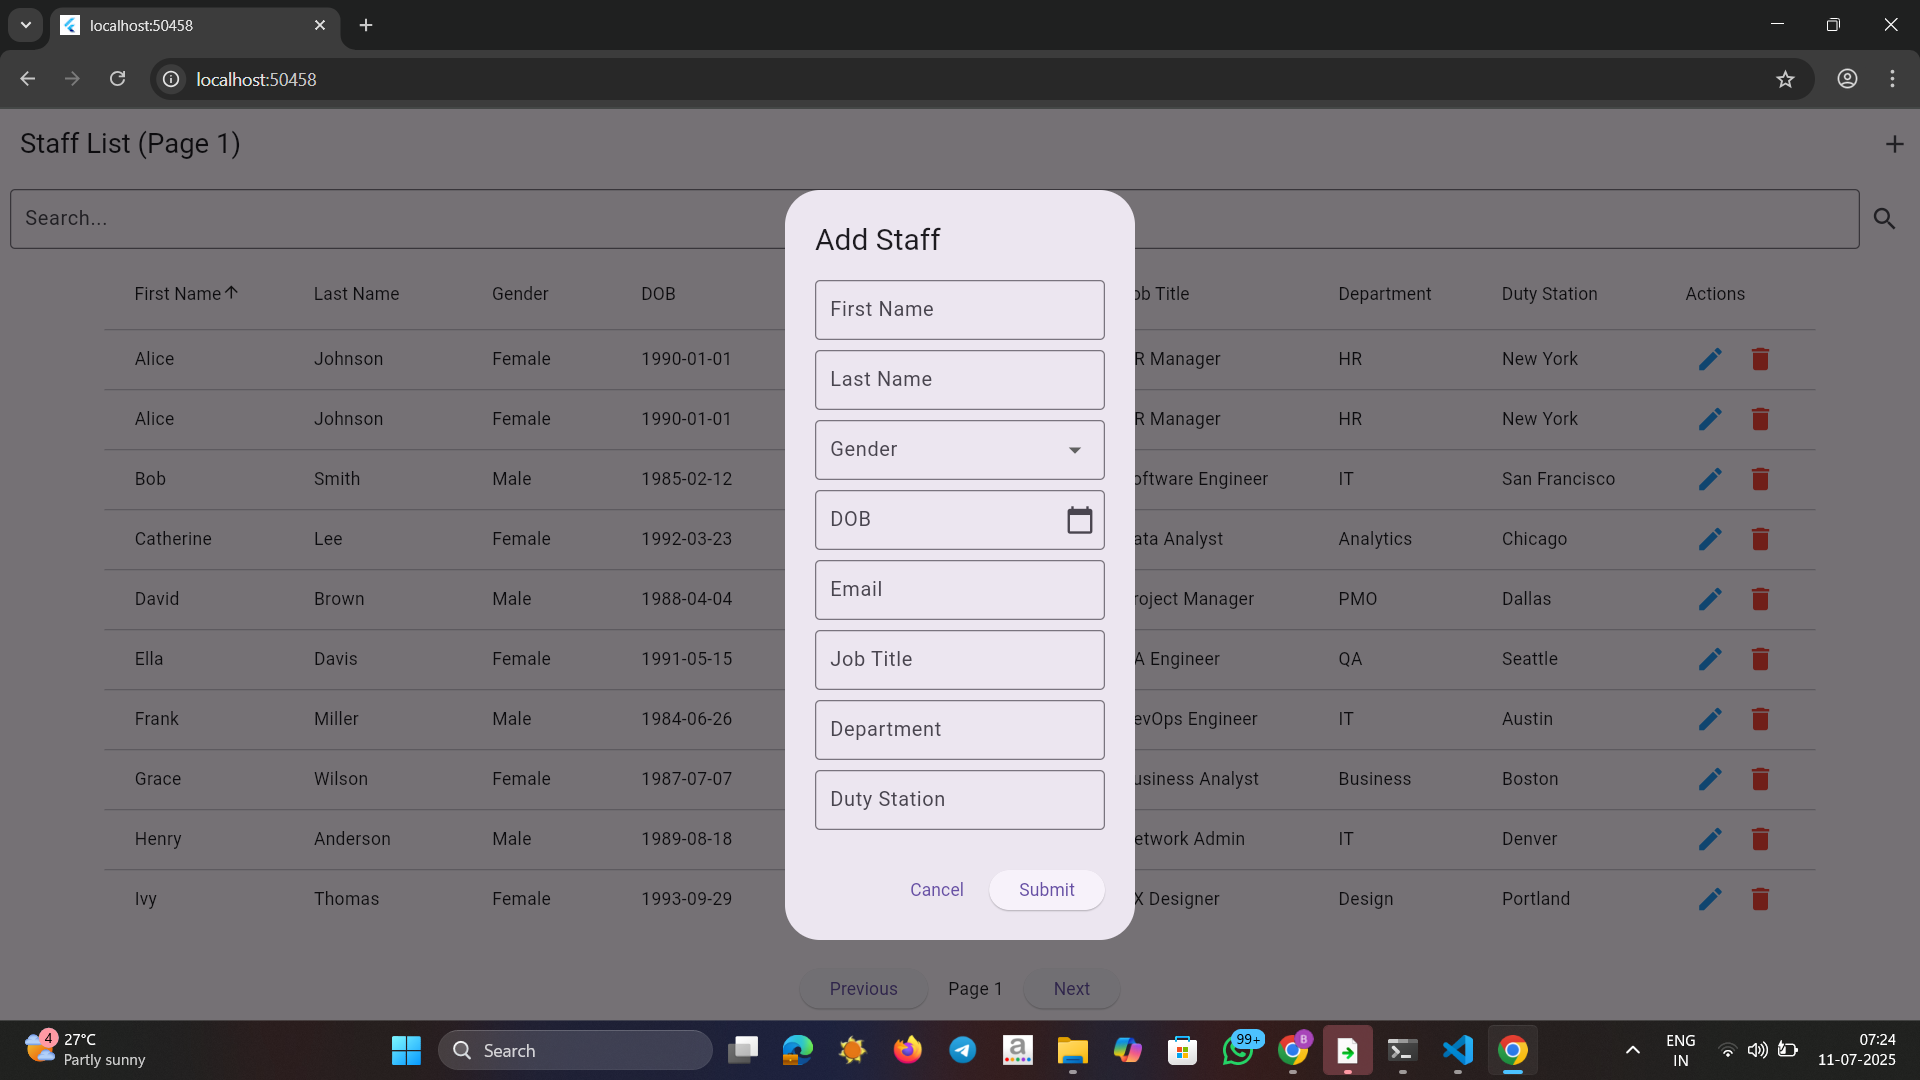 localhost:50458
localhost:50458
Staff List (Page 1)
Search...
Add Staff
First Name
Last Name
Gender
DOB
Email
Job Title
Department
Duty Station
Cancel Submit
First Name Last Name Gender DOB ob Title Department Duty Station Actions
Alice Johnson Female 1990-01-01 R Manager HR New York
Alice Johnson Female 1990-01-01 R Manager HR New York
Bob Smith Male 1985-02-12 oftware Engineer IT San Francisco
Catherine Lee Female 1992-03-23 ata Analyst Analytics Chicago
David Brown Male 1988-04-04 roject Manager PMO Dallas
Ella Davis Female 1991-05-15 A Engineer QA Seattle
Frank Miller Male 1984-06-26 evOps Engineer IT Austin
Grace Wilson Female 1987-07-07 usiness Analyst Business Boston
Henry Anderson Male 1989-08-18 etwork Admin IT Denver
Ivy Thomas Female 1993-09-29 X Designer Design Portland
Previous Page 1 Next
4 27°C
Partly sunny
Search
a
99+
B
ENG
IN
07:24
11-07-2025